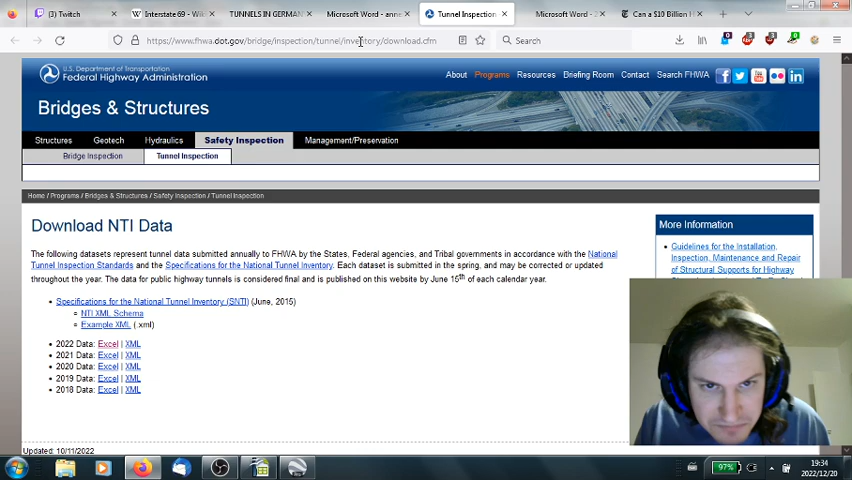 (3) Twitch
Interstate 69 - Wiki
TUNNELS IN GERMAN
Microsoft Word - anne
Tunnel Inspection
Microsoft Word - 2
Can a $10 Billion H
https://www.fhwa.dot.gov/bridge/inspection/tunnel/inventory/download.cfm
Search
U.S. Department of Transportation
Federal Highway Administration
About Programs Resources Briefing Room Contact Search FHWA
Bridges & Structures
Structures Geotech Hydraulics Safety Inspection Management/Preservation
Bridge Inspection Tunnel Inspection
Home / Programs / Bridges & Structures / Safety Inspection / Tunnel Inspection
Download NTI Data
The following datasets represent tunnel data submitted annually to FHWA by the States, Federal agencies, and Tribal governments in accordance with the National
Tunnel Inspection Standards and the Specifications for the National Tunnel Inventory. Each dataset is submitted in the spring, and may be corrected or updated
throughout the year. The data for public highway tunnels is considered final and is published on this website by June 15th of each calendar year.
• Specifications for the National Tunnel Inventory (SNTI) (June, 2015)
NTI XML Schema
Example XML (.xml)
• 2022 Data: Excel | XML
• 2021 Data: Excel | XML
• 2020 Data: Excel | XML
• 2019 Data: Excel | XML
• 2018 Data: Excel | XML
More Information
• Guidelines for the Installation,
Inspection, Maintenance and Repair
of Structural Supports for Highway
Updated: 10/11/2022
97%
19:34
2022/12/20